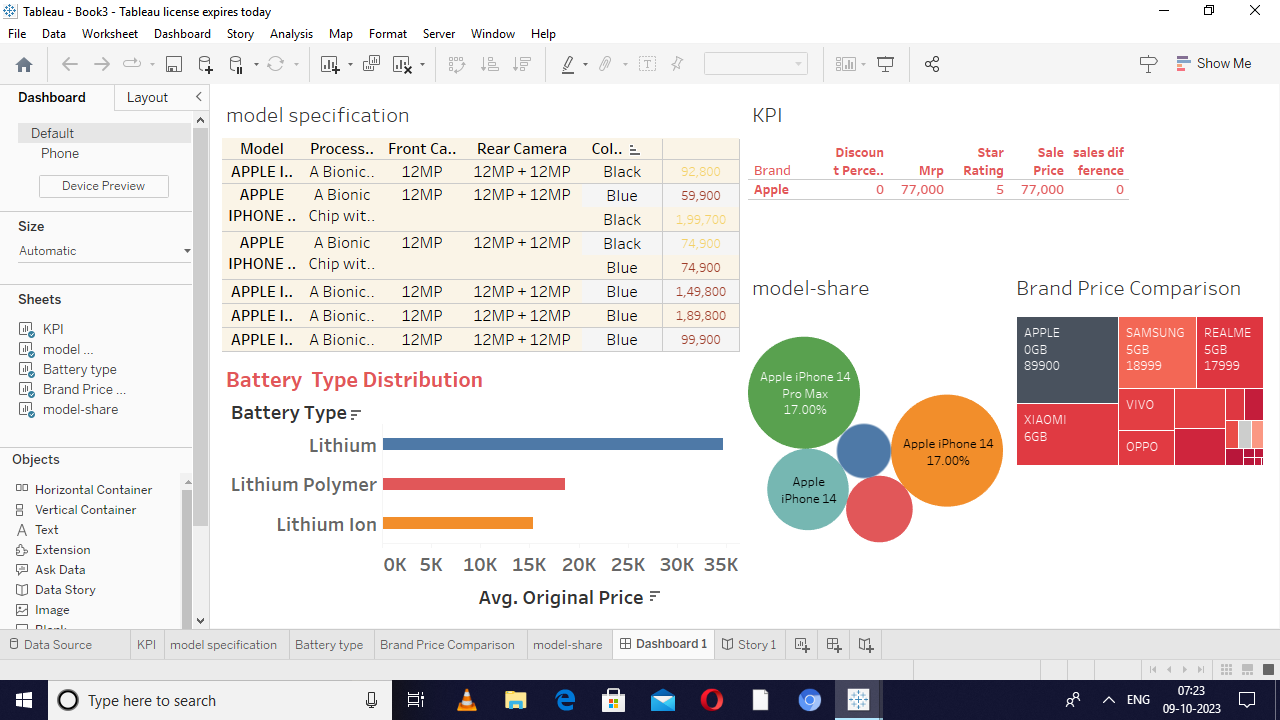 Tableau - Book3 - Tableau license expires today
File Data Worksheet Dashboard Story Analysis Map Format Server Window Help
Show Me
Dashboard Layout
Default
Phone
Device Preview
Size
Automatic
Sheets
KPI
model ...
Battery type
Brand Price ...
model-share
Objects
Horizontal Container
Vertical Container
Text
Extension
Ask Data
Data Story
Image
model specification
Model Process.. Front Ca.. Rear Camera Col..
APPLE I.. A Bionic.. 12MP 12MP + 12MP Black 92,800
APPLE A Bionic 12MP 12MP + 12MP Blue 59,900
IPHONE .. Chip wit.. Black 1,99,700
APPLE A Bionic 12MP 12MP + 12MP Black 74,900
IPHONE .. Chip wit.. Blue 74,900
APPLE I.. A Bionic.. 12MP 12MP + 12MP Blue 1,49,800
APPLE I.. A Bionic.. 12MP 12MP + 12MP Blue 1,89,800
APPLE I.. A Bionic.. 12MP 12MP + 12MP Blue 99,900
KPI
Discoun Star Sale sales dif
Brand t Perce.. Mrp Rating Price ference
Apple 0 77,000 5 77,000 0
Battery Type Distribution
Battery Type
Lithium
Lithium Polymer
Lithium Ion
0K 5K 10K 15K 20K 25K 30K 35K
Avg. Original Price
model-share
Apple iPhone 14
Pro Max
17.00%
Apple iPhone 14
17.00%
Apple
iPhone 14
Brand Price Comparison
APPLE
0GB
89900
SAMSUNG
5GB
18999
REALME
5GB
17999
XIAOMI
6GB
VIVO
OPPO
Data Source KPI model specification Battery type Brand Price Comparison model-share Dashboard 1 Story 1
Type here to search
ENG
07:23
09-10-2023